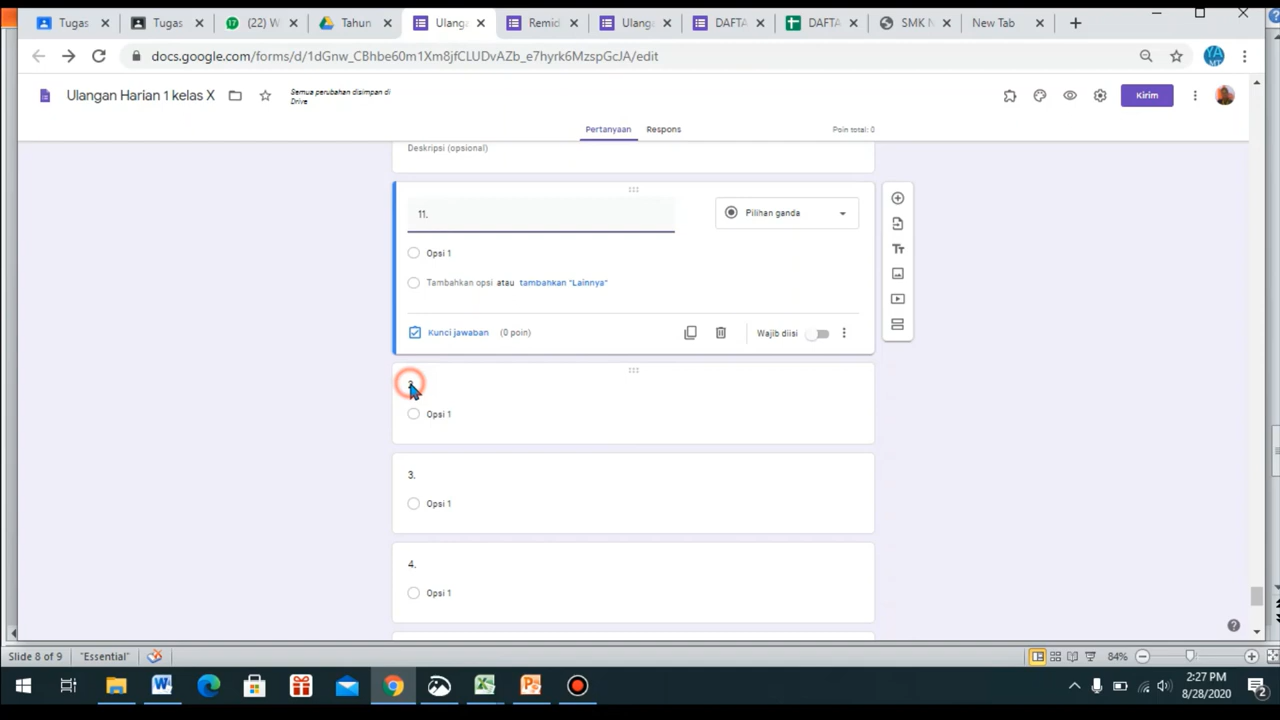 Tugas
Tugas
(22) W
Tahun
Ulanga
Remid
Ulang
DAFTA
DAFTA
SMK N
New Tab
docs.google.com/forms/d/1dGnw_CBhbe60m1Xm8jfCLUDvAZb_e7hyrk6MzspGcJA/edit
Ulangan Harian 1 kelas X
Semua perubahan disimpan di
Drive
Kirim
Pertanyaan
Respons
Poin total: 0
Deskripsi (opsional)
11.
Pilihan ganda
Opsi 1
Tambahkan opsi atau tambahkan "Lainnya"
Kunci jawaban (0 poin)
Wajib diisi
Opsi 1
3.
Opsi 1
4.
Opsi 1
Slide 8 of 9
"Essential"
84%
2:27 PM
8/28/2020
2